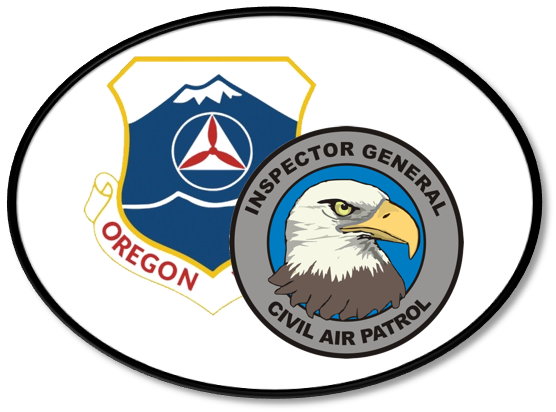 OREGON
INSPECTOR GENERAL
CIVIL AIR PATROL